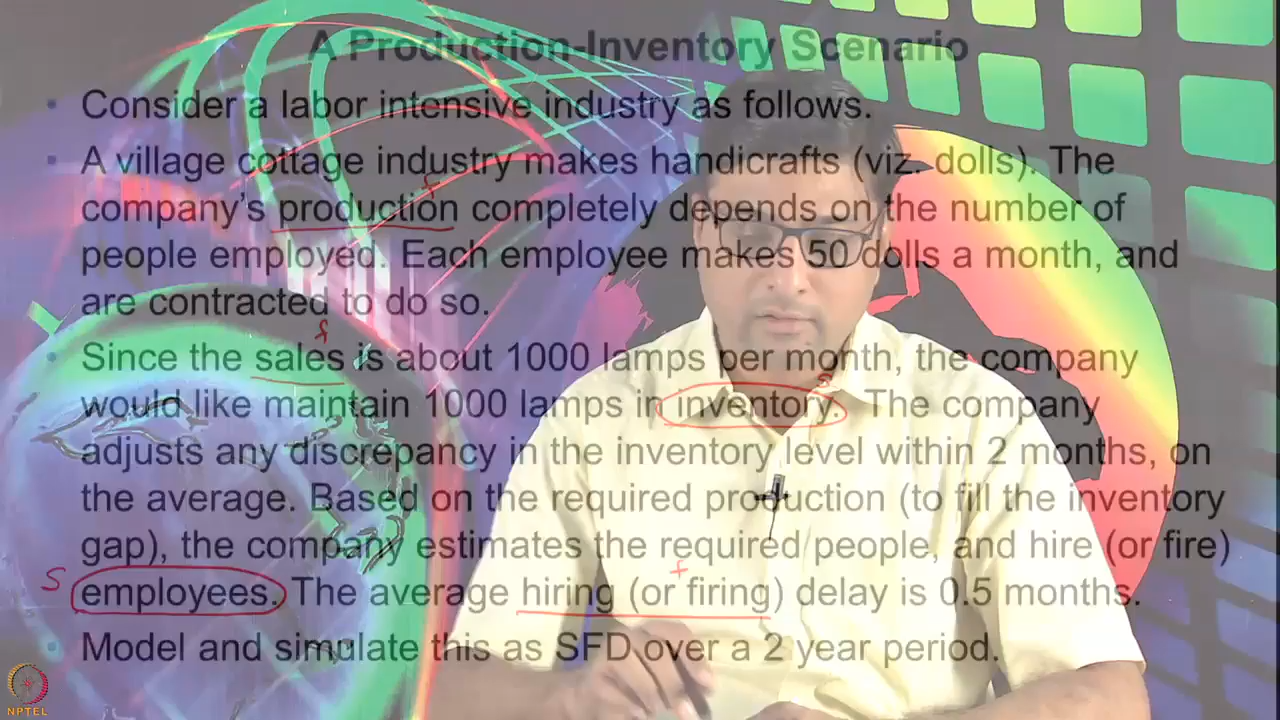 A Production-Inventory Scenario
• Consider a labor intensive industry as follows.
• A village cottage industry makes handicrafts (viz. dolls). The
company's production completely depends on the number of
people employed. Each employee makes 50 dolls a month, and
are contracted to do so.
• Since the sales is about 1000 lamps per month, the company
would like maintain 1000 lamps in inventory. The company
adjusts any discrepancy in the inventory level within 2 months, on
the average. Based on the required production (to fill the inventory
gap), the company estimates the required people, and hire (or fire)
employees. The average hiring (or firing) delay is 0.5 months.
• Model and simulate this as SFD over a 2 year period.
f
f
s
s
f
NPTEL